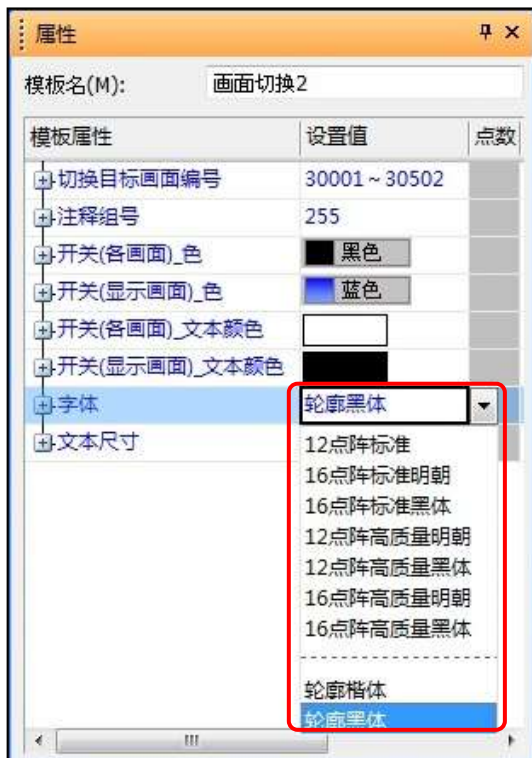 属性
模板名(M): 画面切换2
模板属性 设置值 点数
切换目标画面编号 30001~30502
注释组号 255
开关(各画面)_色 黑色
开关(显示画面)_色 蓝色
开关(各画面)_文本颜色
开关(显示画面)_文本颜色
字体 轮廓黑体
文本尺寸
12点阵标准
16点阵标准明朝
16点阵标准黑体
12点阵高质量明朝
12点阵高质量黑体
16点阵高质量明朝
16点阵高质量黑体
轮廓楷体
轮廓黑体